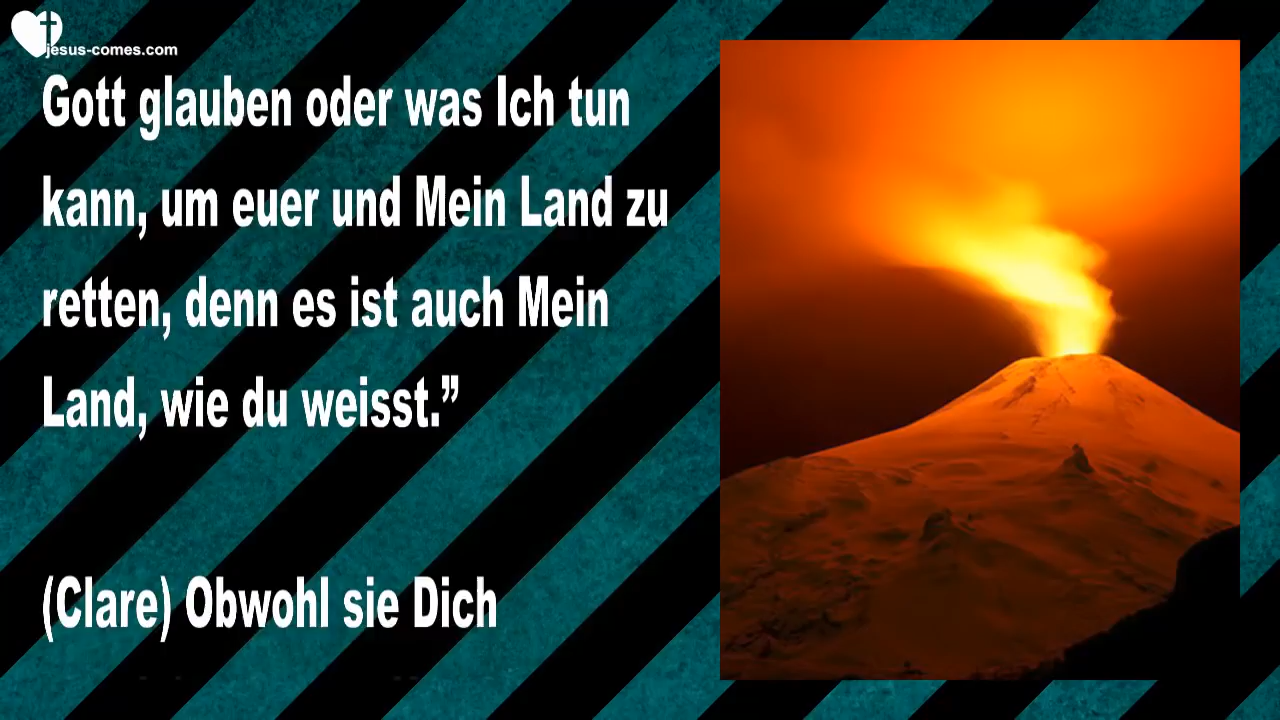 jesus-comes.com
Gott glauben oder was Ich tun
kann, um euer und Mein Land zu
retten, denn es ist auch Mein
Land, wie du weisst.”
(Clare) Obwohl sie Dich